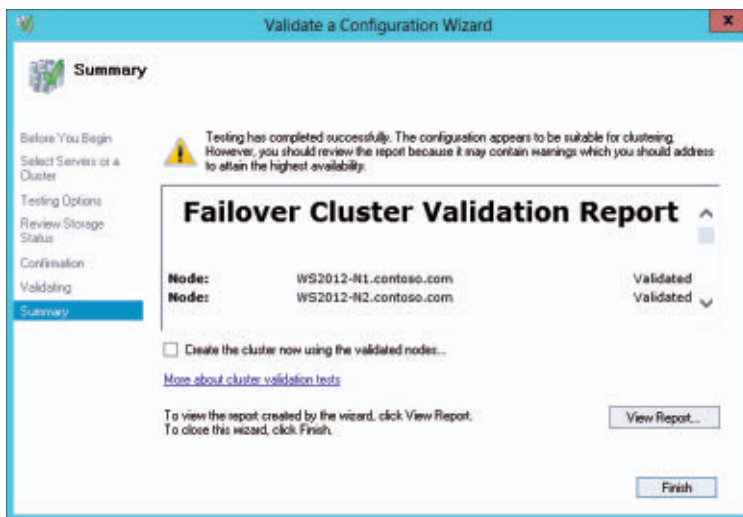 Validate a Configuration Wizard
x
Summary
Before You Begin
Select Servers or a
Cluster
Testing Options
Review Storage
Status
Confirmation
Validating
Summary
Testing has completed successfully. The configuration appears to be suitable for clustering.
However, you should review the report because it may contain warnings which you should address
to attain the highest availability.
Failover Cluster Validation Report
Node: WS2012-N1.contoso.com Validated
Node: WS2012-N2.contoso.com Validated
Create the cluster now using the validated nodes...
More about cluster validation tests
To view the report created by the wizard, click View Report.
To close this wizard, click Finish.
View Report...
Finish